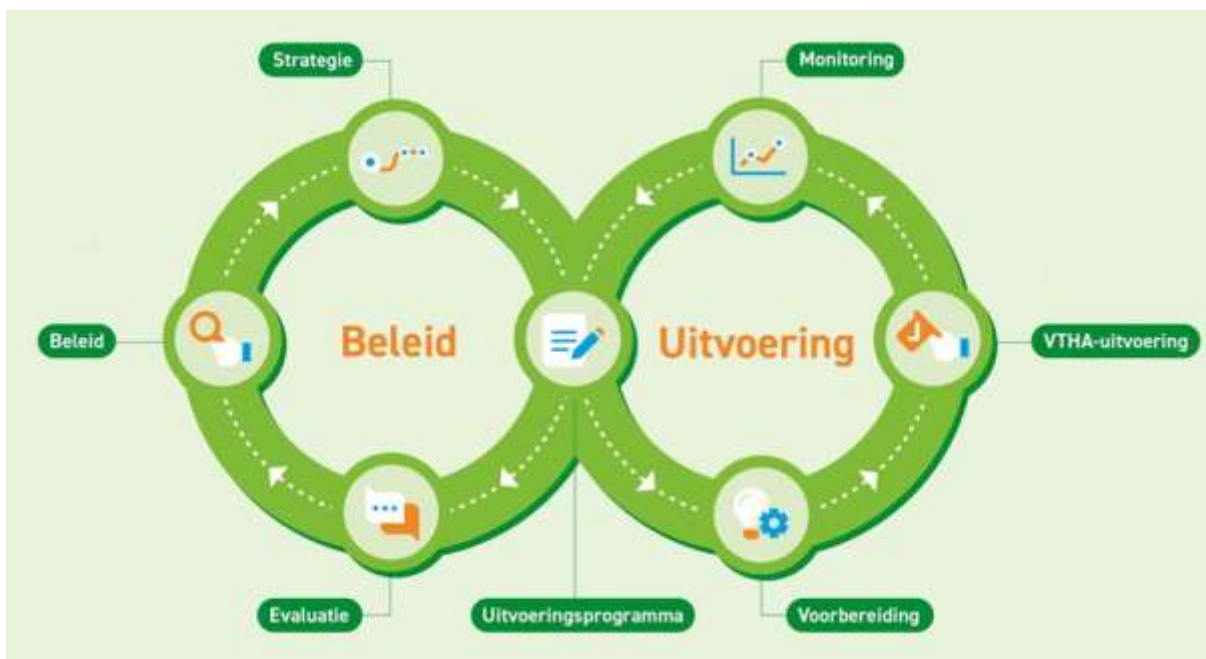 Strategie
Monitoring
Beleid
Beleid
Uitvoering
VTHA-uitvoering
Evaluatie
Uitvoeringsprogramma
Voorbereiding